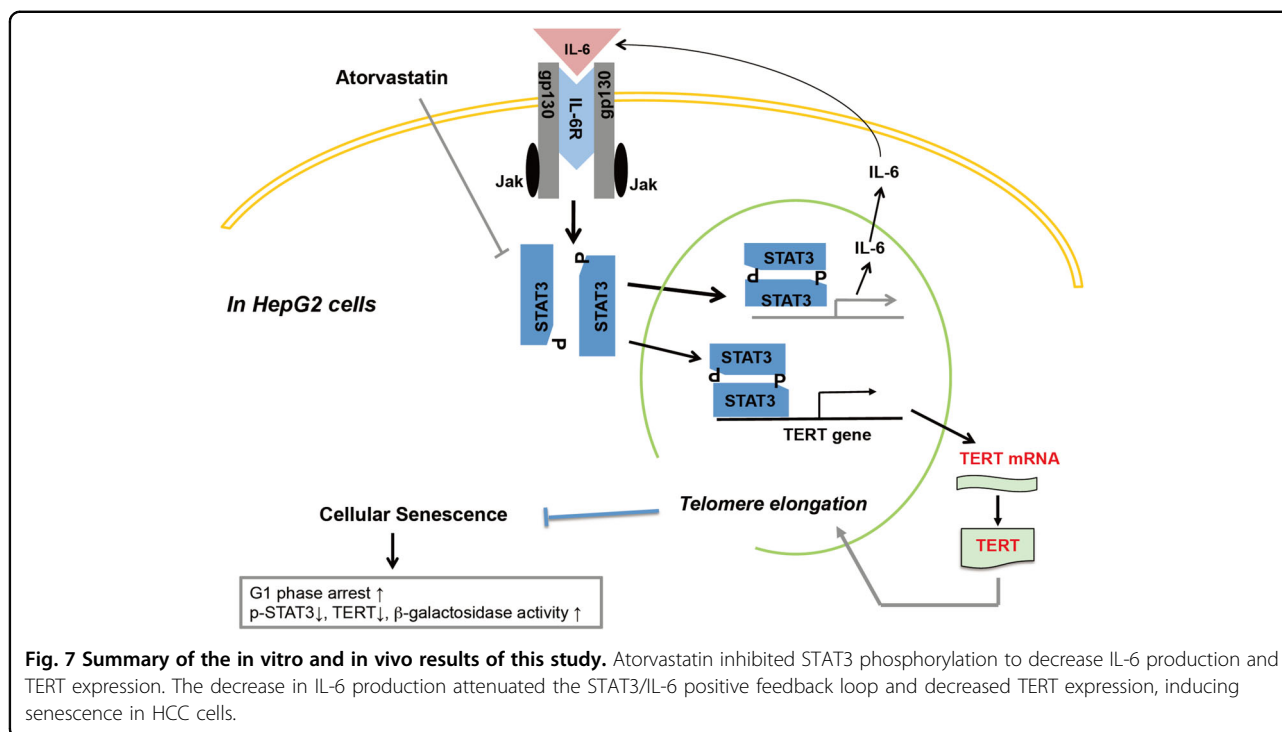 IL-6
Atorvastatin
gp130
IL-6R
gp130
Jak
Jak
IL-6
IL-6
P
STAT3
STAT3
P
STAT3
P
P
STAT3
In HepG2 cells
STAT3
P
P
STAT3
TERT gene
TERT mRNA
TERT
Telomere elongation
Cellular Senescence
G1 phase arrest ↑
p-STAT3↓, TERT↓, β-galactosidase activity ↑
Fig. 7 Summary of the in vitro and in vivo results of this study. Atorvastatin inhibited STAT3 phosphorylation to decrease IL-6 production and
TERT expression. The decrease in IL-6 production attenuated the STAT3/IL-6 positive feedback loop and decreased TERT expression, inducing
senescence in HCC cells.